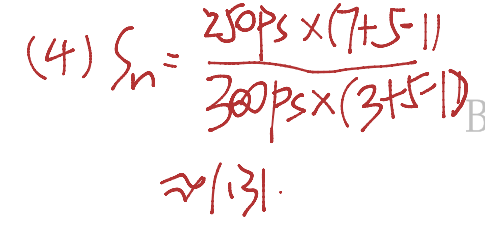 (4) Sn = 250ps×(7+5-1) / 300ps×(3+5-1)
B
≈1.31.